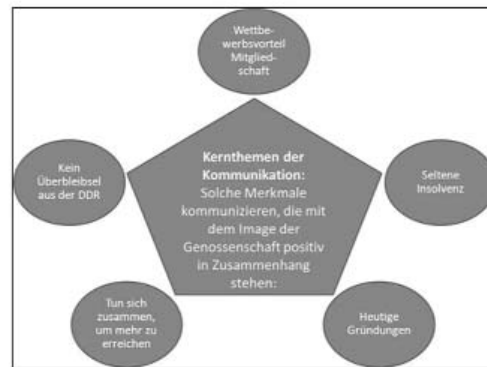 Wettbe-
werbsvorteil
Mitglied-
schaft
Kein
Überbleibsel
aus der DDR
Kernthemen der
Kommunikation:
Solche Merkmale
kommunizieren, die mit
dem Image der
Genossenschaft positiv
in Zusammenhang
stehen:
Seltene
Insolvenz
Tun sich
zusammen,
um mehr zu
erreichen
Heutige
Gründungen